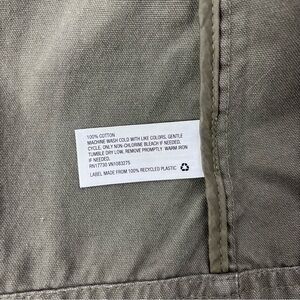 100% COTTON
MACHINE WASH COLD WITH LIKE COLORS, GENTLE
CYCLE, ONLY NON-CHLORINE BLEACH IF NEEDED,
TUMBLE DRY LOW, REMOVE PROMPTLY WARM IRON
IF NEEDED.
RN17730 VN1083275
LABEL MADE FROM 100% RECYCLED PLASTIC